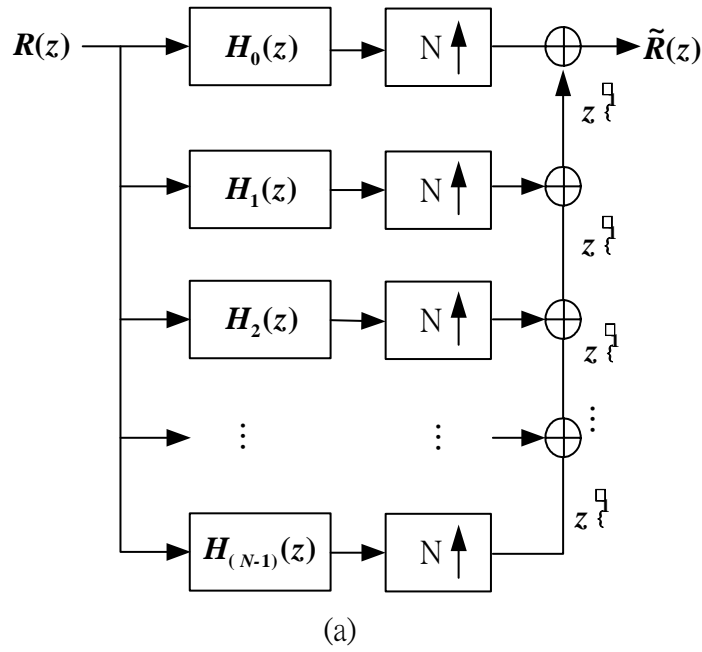 R(z) H₀(z) N R̃(z)
z
H₁(z) N
z
H₂(z) N
z
⋮ ⋮ ⋮
z
H₍N-1₎(z) N
(a)